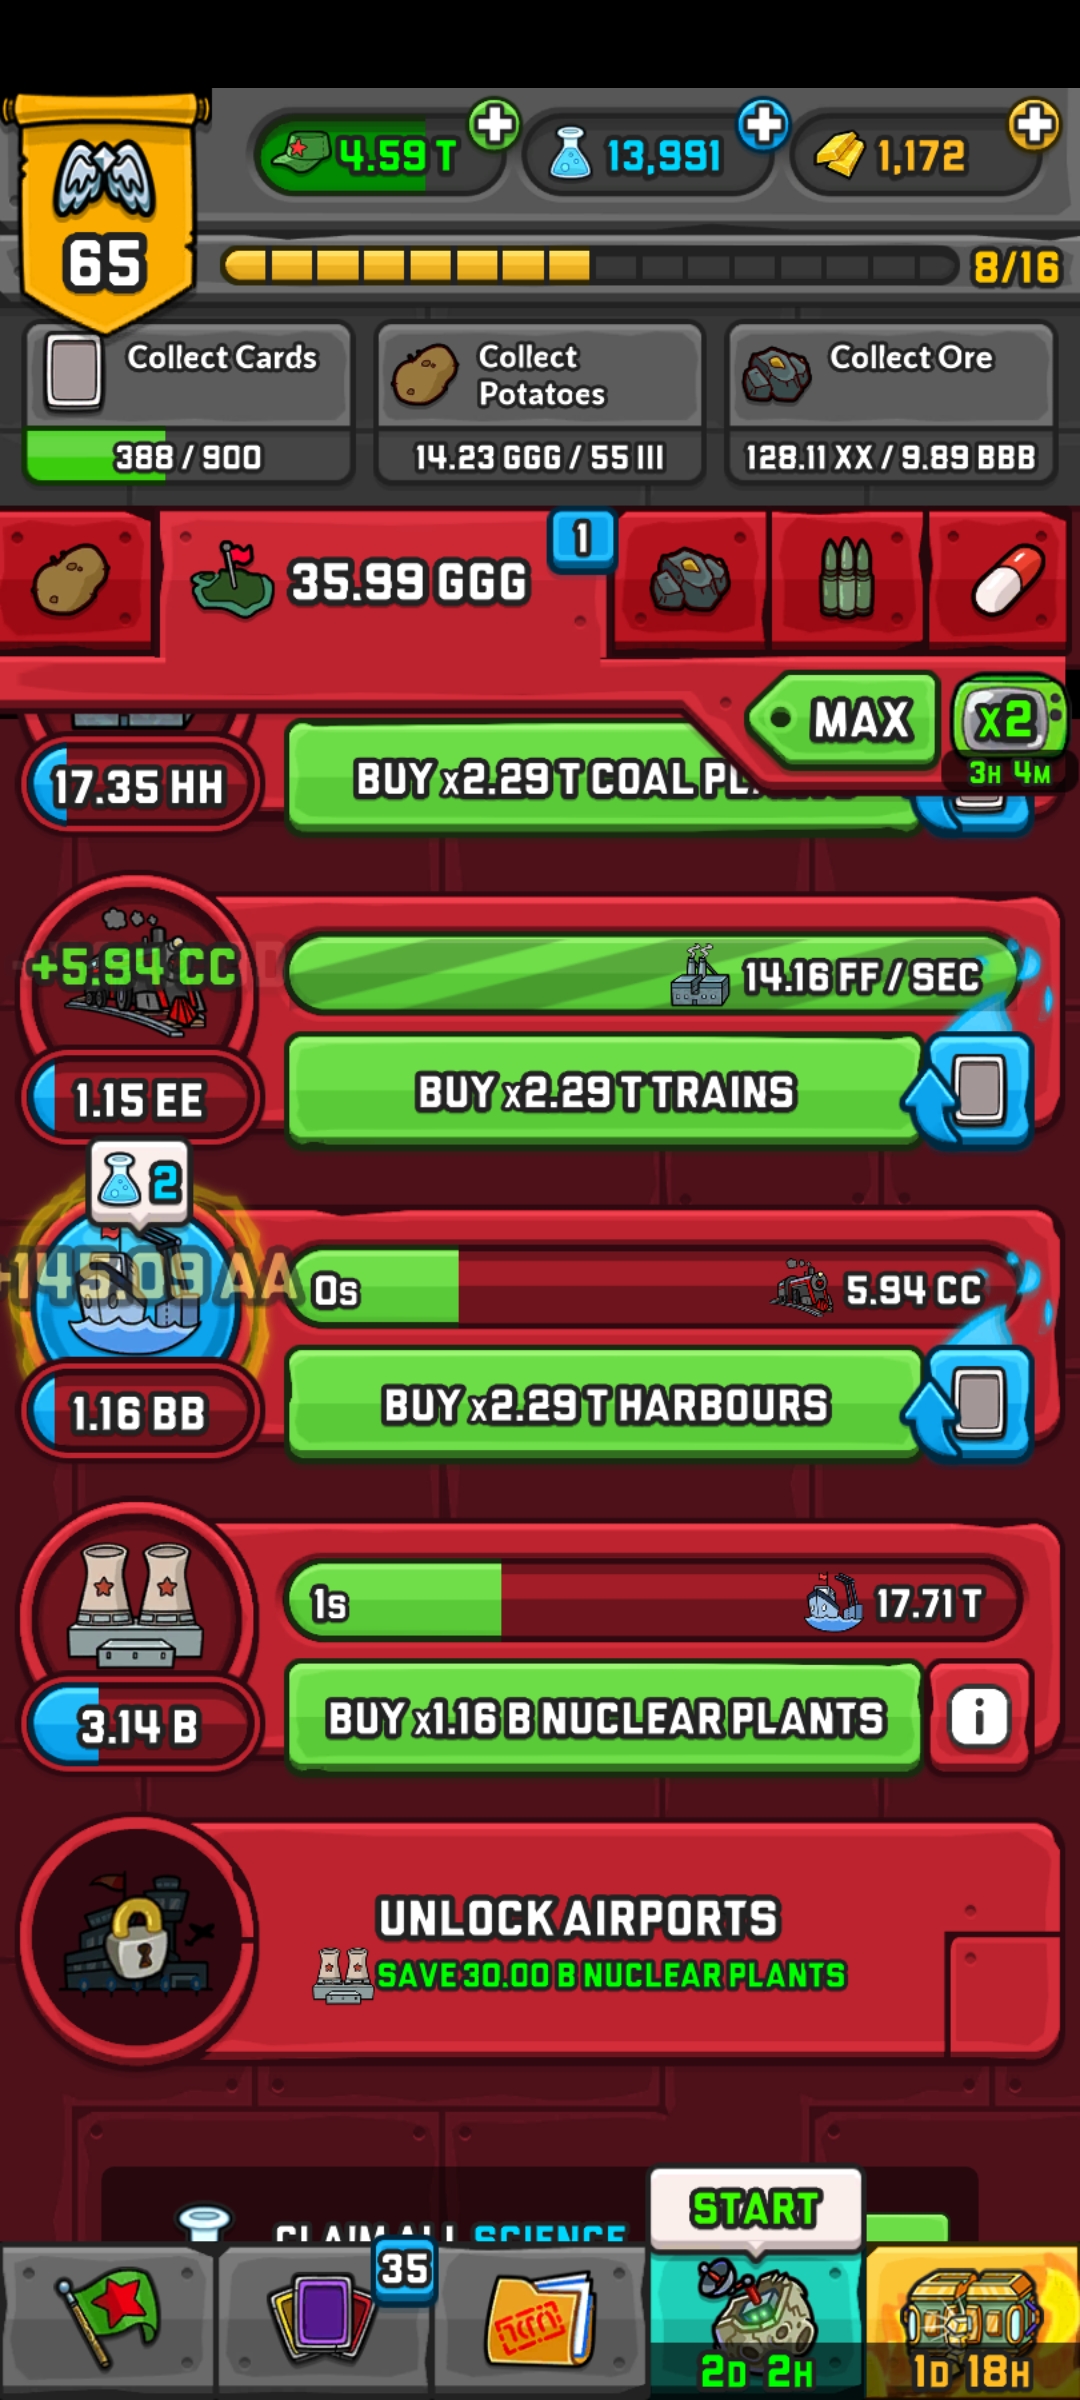 4.59 T
13,991
1,172
65
8/16
Collect Cards
388 / 900
Collect
Potatoes
14.23 GGG / 55 III
Collect Ore
128.11 XX / 9.89 BBB
35.99 GGG
1
MAX
x2
3H 4M
17.35 HH
BUY x2.29 T COAL
+5.94 CC
14.16 FF / SEC
1.15 EE
BUY x2.29 T TRAINS
2
+145.09 AA
0s
5.94 CC
1.16 BB
BUY x2.29 T HARBOURS
1s
17.71 T
3.14 B
BUY x1.16 B NUCLEAR PLANTS
i
UNLOCK AIRPORTS
SAVE 30.00 B NUCLEAR PLANTS
CLAIM ALL SCIENCE
START
35
2D 2H
1D 18H